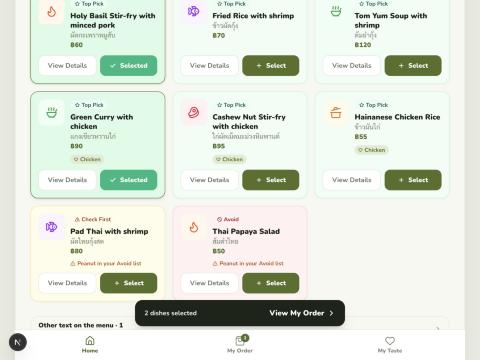 Top Pick
Holy Basil Stir-fry with
minced pork
ผัดกะเพราหมูสับ
฿60
View Details
Selected
Top Pick
Fried Rice with shrimp
ข้าวผัดกุ้ง
฿70
View Details
+ Select
Top Pick
Tom Yum Soup with
shrimp
ต้มยำกุ้ง
฿120
View Details
+ Select
Top Pick
Green Curry with
chicken
แกงเขียวหวานไก่
฿90
Chicken
View Details
Selected
Top Pick
Cashew Nut Stir-fry
with chicken
ไก่ผัดเม็ดมะม่วงหิมพานต์
฿95
Chicken
View Details
+ Select
Top Pick
Hainanese Chicken Rice
ข้าวมันไก่
฿55
Chicken
View Details
+ Select
Check First
Pad Thai with shrimp
ผัดไทยกุ้งสด
฿80
Peanut in your Avoid list
View Details
+ Select
Avoid
Thai Papaya Salad
ส้มตำไทย
฿50
Peanut in your Avoid list
View Details
+ Select
2 dishes selected
View My Order
Other text on the menu · 1
N
Home
My Order
My Taste